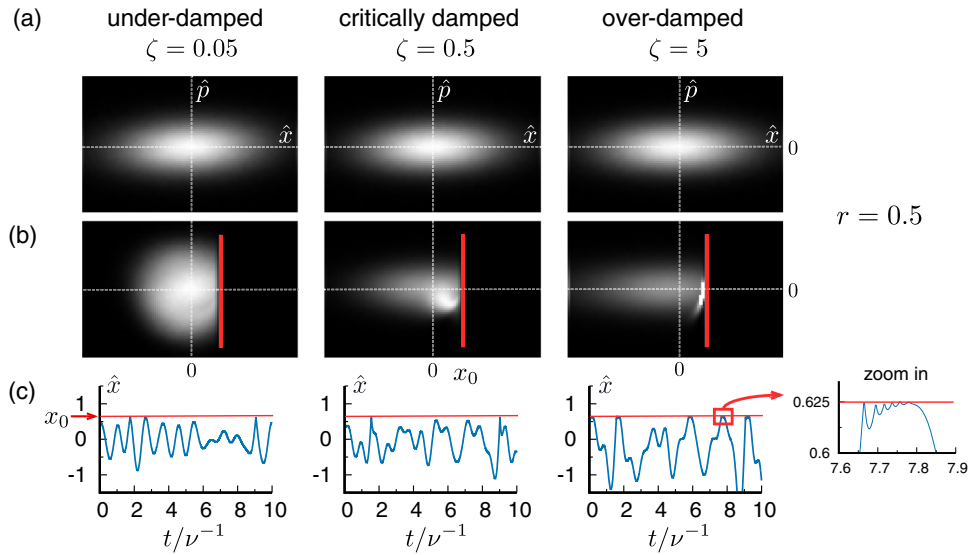 (a)
under-damped
critically damped
over-damped
ζ = 0.05
ζ = 0.5
ζ = 5
p̂
p̂
p̂
x̂
x̂
x̂
0
r = 0.5
(b)
0
0
0
x₀
0
(c)
x̂
x̂
x̂
zoom in
x₀
1
0
-1
1
0
-1
1
0
-1
0.625
0.6
7.6 7.7 7.8 7.9
0 2 4 6 8 10
0 2 4 6 8 10
0 2 4 6 8 10
t/ν⁻¹
t/ν⁻¹
t/ν⁻¹